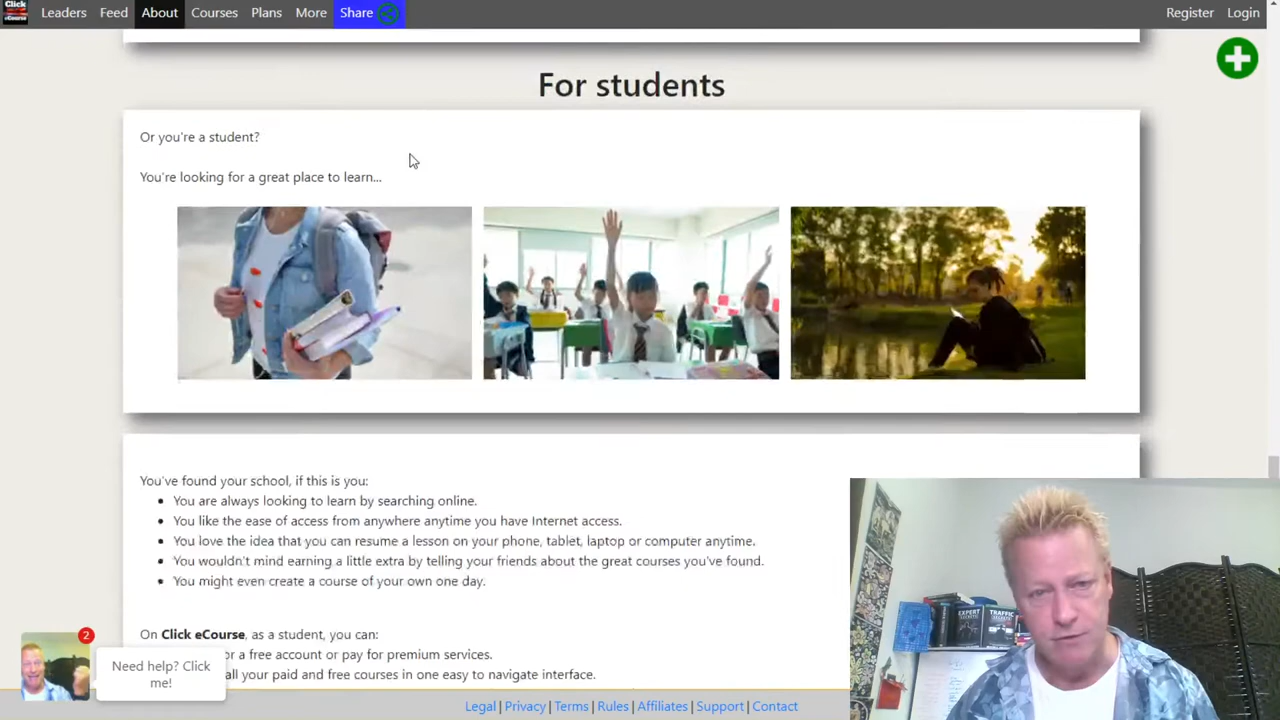 Click
eCourse
Leaders Feed About Courses Plans More Share Register Login
For students
Or you're a student?
You're looking for a great place to learn...
You've found your school, if this is you:
You are always looking to learn by searching online.
You like the ease of access from anywhere anytime you have Internet access.
You love the idea that you can resume a lesson on your phone, tablet, laptop or computer anytime.
You wouldn't mind earning a little extra by telling your friends about the great courses you've found.
You might even create a course of your own one day.
On Click eCourse, as a student, you can:
or a free account or pay for premium services.
all your paid and free courses in one easy to navigate interface.
2
Need help? Click
me!
EXPERT
SECRETS
TRAFFIC
SECRETS
Legal | Privacy | Terms | Rules | Affiliates | Support | Contact